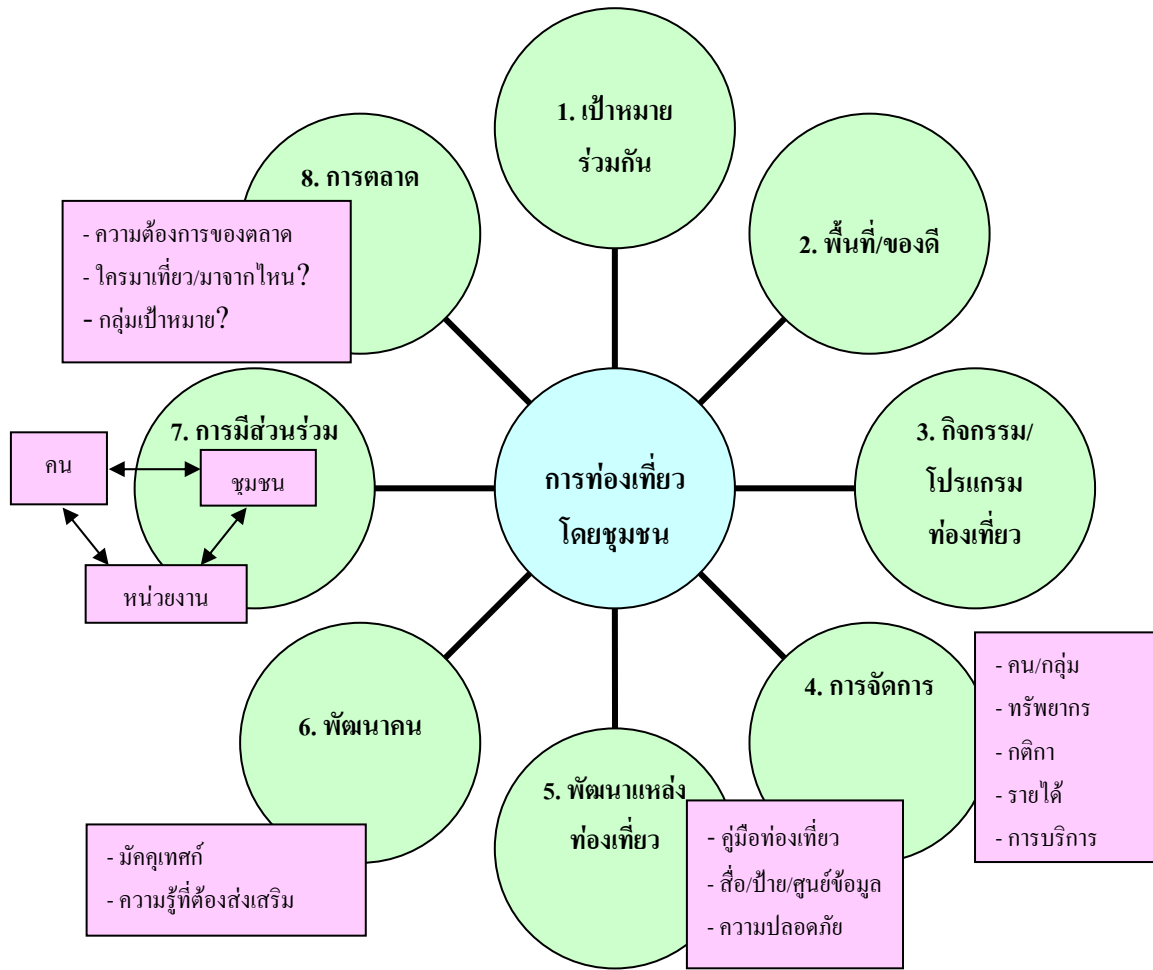 1. เป้าหมาย
ร่วมกัน
2. พื้นที่/ของดี
3. กิจกรรม/
โปรแกรม
ท่องเที่ยว
4. การจัดการ
- คน/กลุ่ม
- ทรัพยากร
- กติกา
- รายได้
- การบริการ
5. พัฒนาแหล่ง
ท่องเที่ยว
- คู่มือท่องเที่ยว
- สื่อ/ป้าย/ศูนย์ข้อมูล
- ความปลอดภัย
6. พัฒนาคน
- มัคคุเทศก์
- ความรู้ที่ต้องส่งเสริม
7. การมีส่วนร่วม
คน
ชุมชน
หน่วยงาน
8. การตลาด
- ความต้องการของตลาด
- ใครมาเที่ยว/มาจากไหน?
- กลุ่มเป้าหมาย?
การท่องเที่ยว
โดยชุมชน